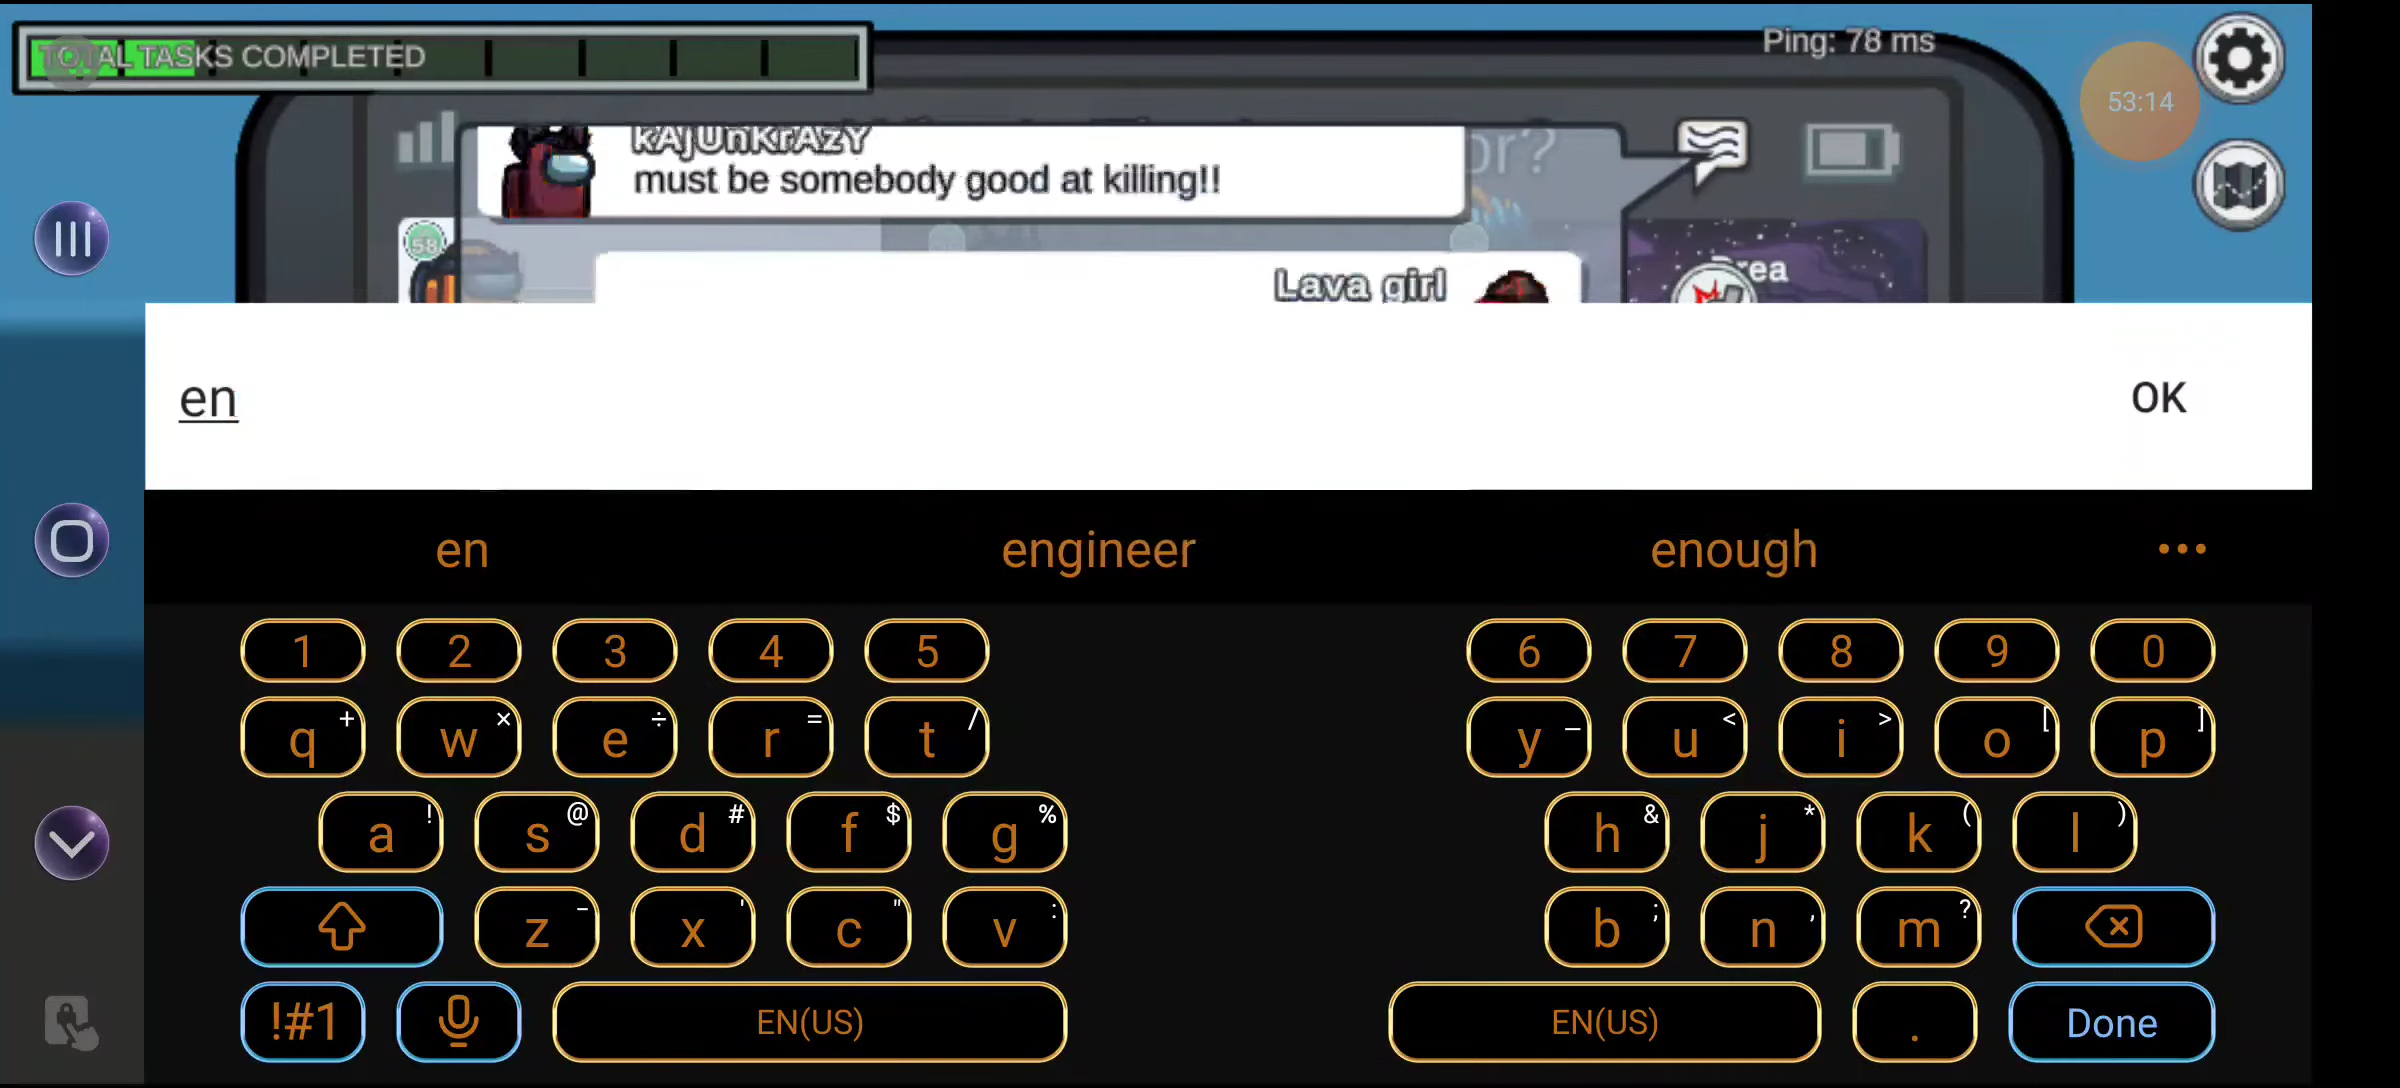 TOTAL TASKS COMPLETED
Ping: 78 ms
53:14
kAjUnKrAzY
or?
must be somebody good at killing!!
58
Lava girl
en
OK
en engineer enough ...
1 2 3 4 5 6 7 8 9 0
q + w × e ÷ r = t / y – u < i > o [ p ]
a ! s @ d # f $ g % h & j * k ( l )
z - x ' c " v : b ; n , m ?
!#1 EN(US) EN(US) . Done